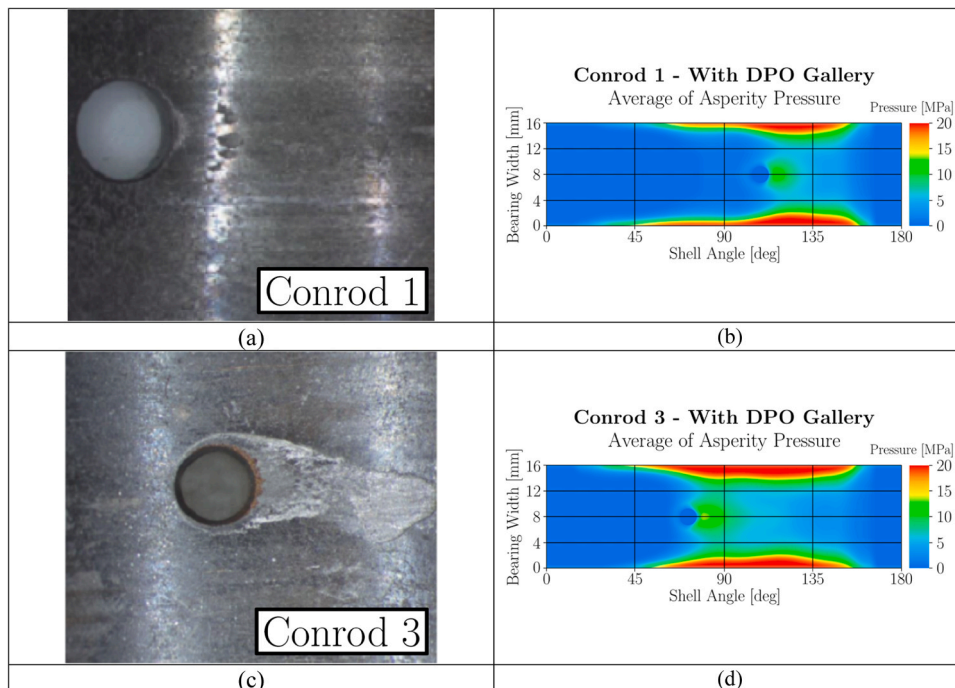 Conrod 1
(a)
Conrod 1 - With DPO Gallery
Average of Asperity Pressure
Pressure [MPa]
Bearing Width [mm]
16
12
8
4
0
0 45 90 135 180
Shell Angle [deg]
20
15
10
5
0
(b)
Conrod 3
(c)
Conrod 3 - With DPO Gallery
Average of Asperity Pressure
Pressure [MPa]
Bearing Width [mm]
16
12
8
4
0
0 45 90 135 180
Shell Angle [deg]
20
15
10
5
0
(d)